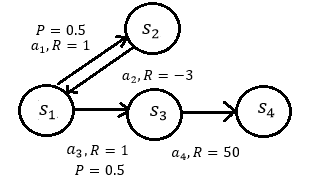 P = 0.5
a₁, R = 1
S₂
a₂, R = −3
S₁
S₃
S₄
a₃, R = 1
P = 0.5
a₄, R = 50